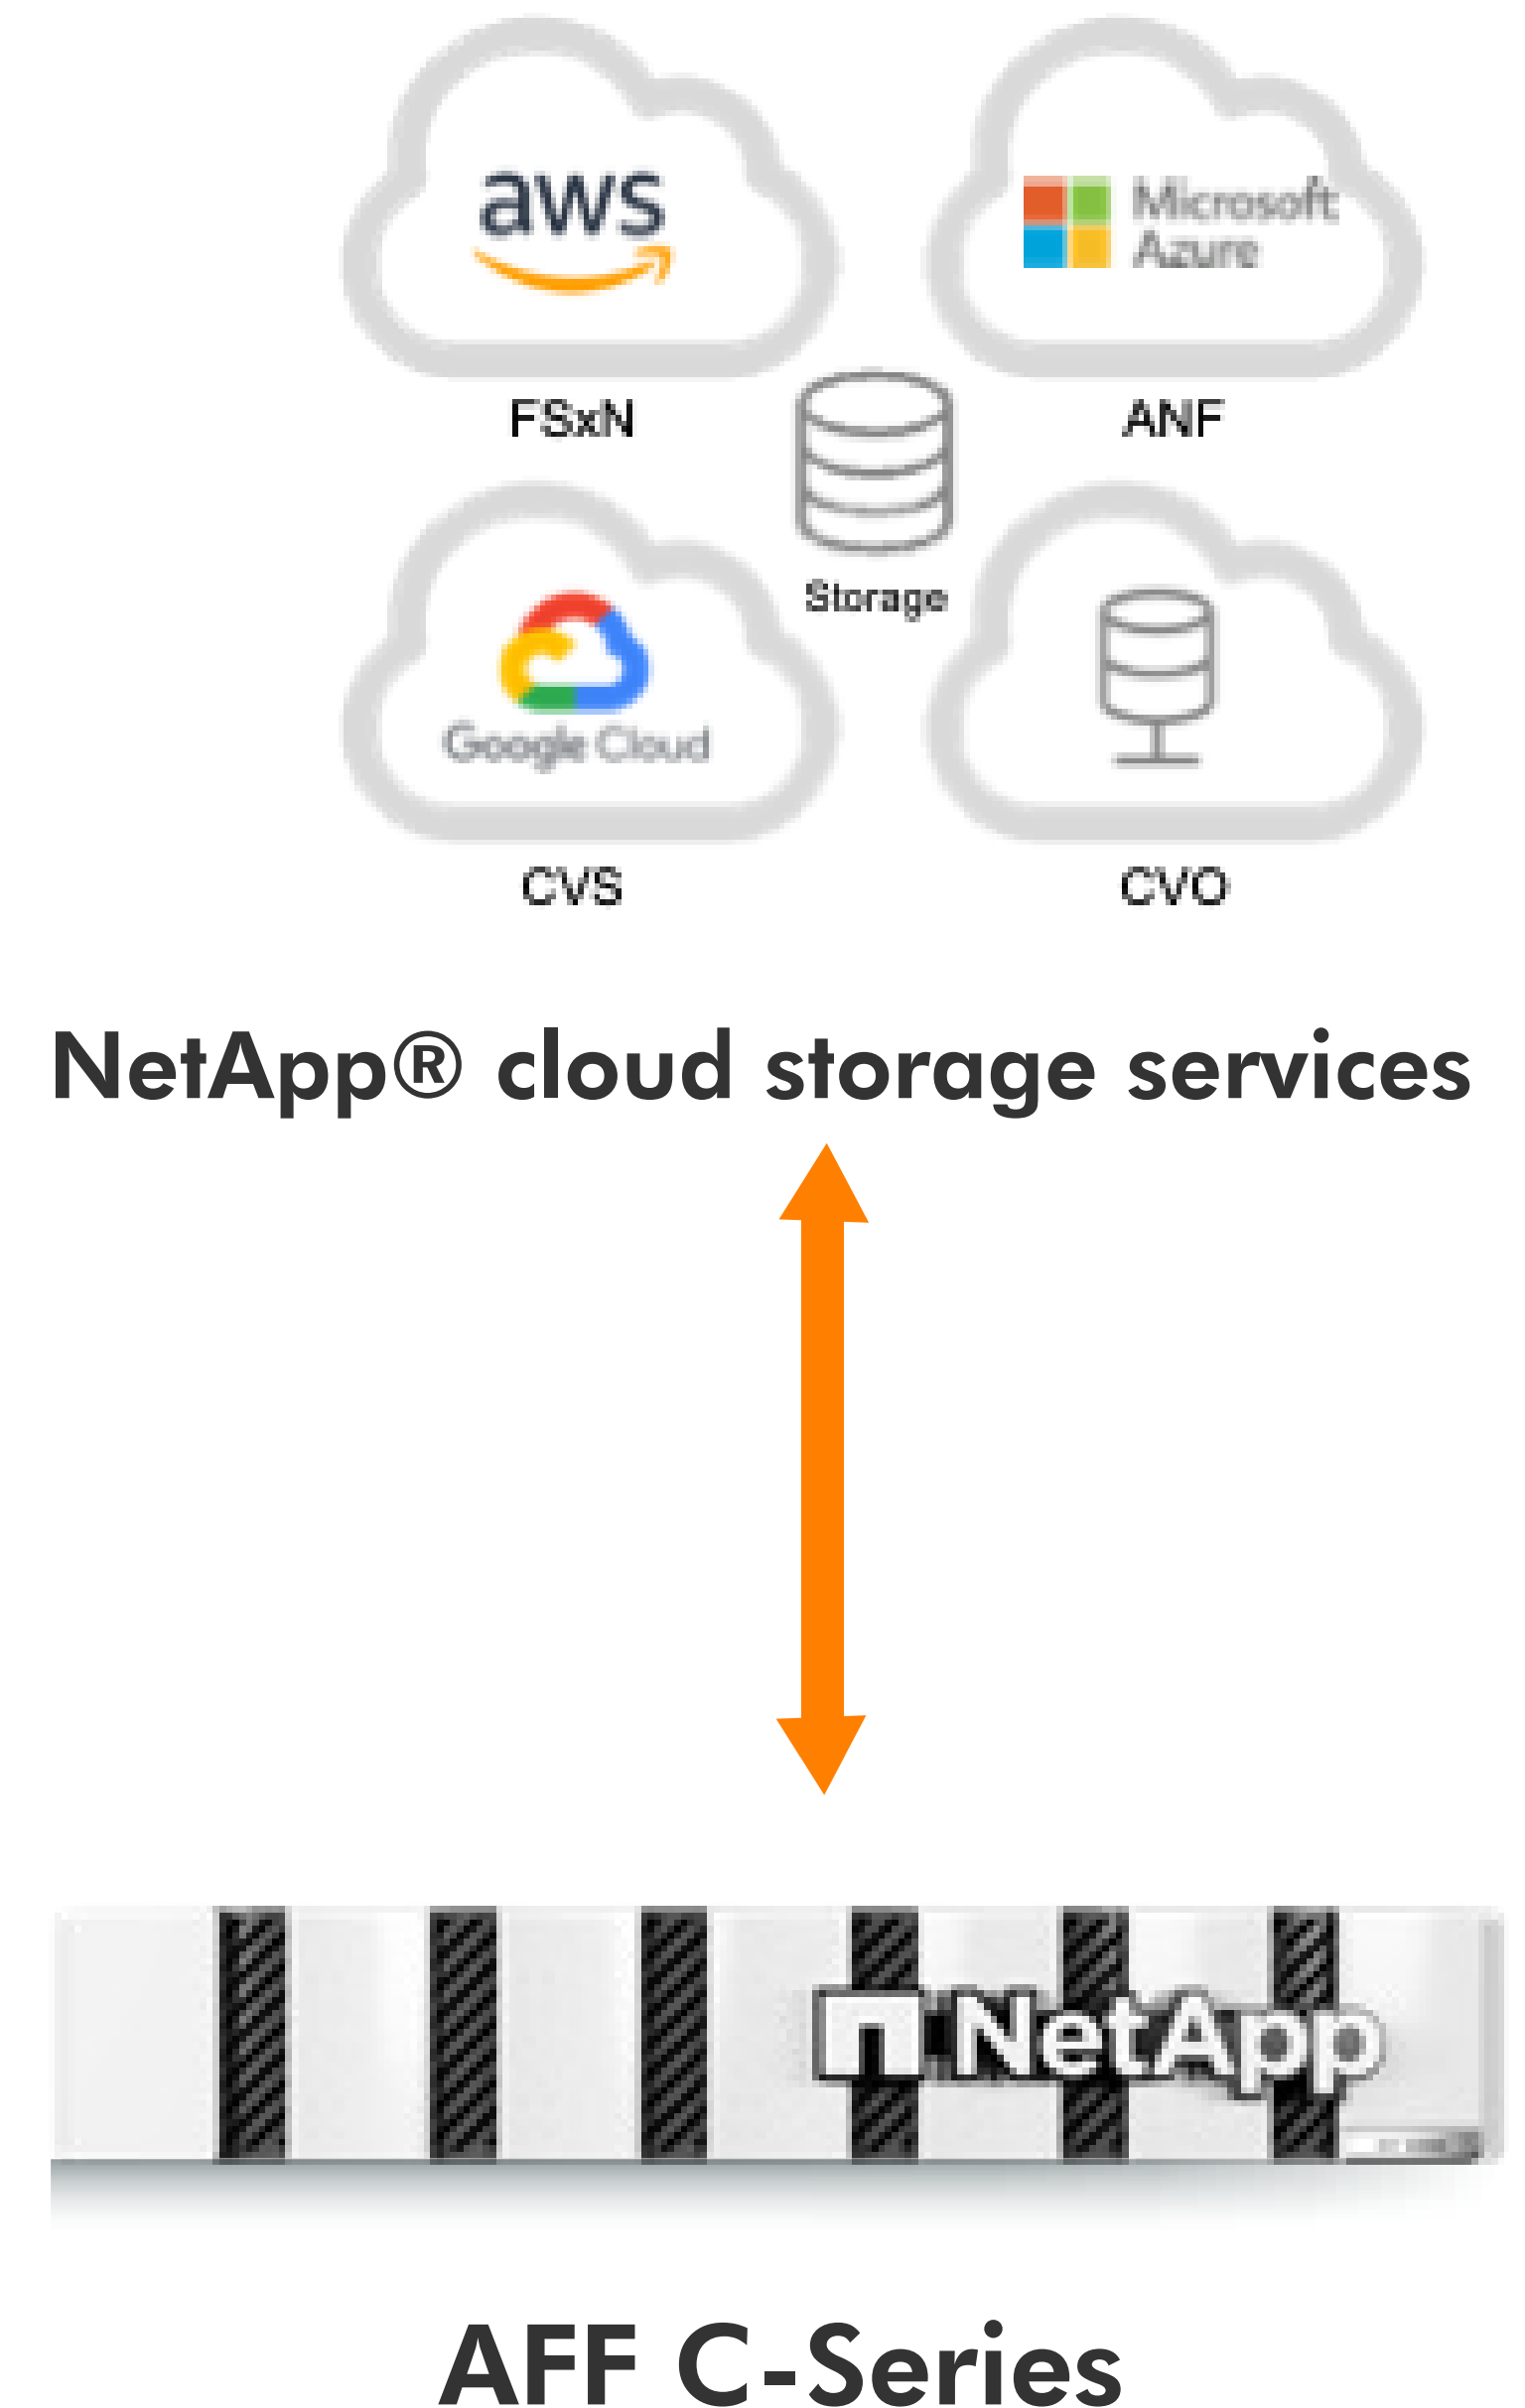 aws
Microsoft
Azure
FSxN
ANF
Storage
Google Cloud
CVS
CVO
NetApp® cloud storage services
NetApp
AFF C-Series